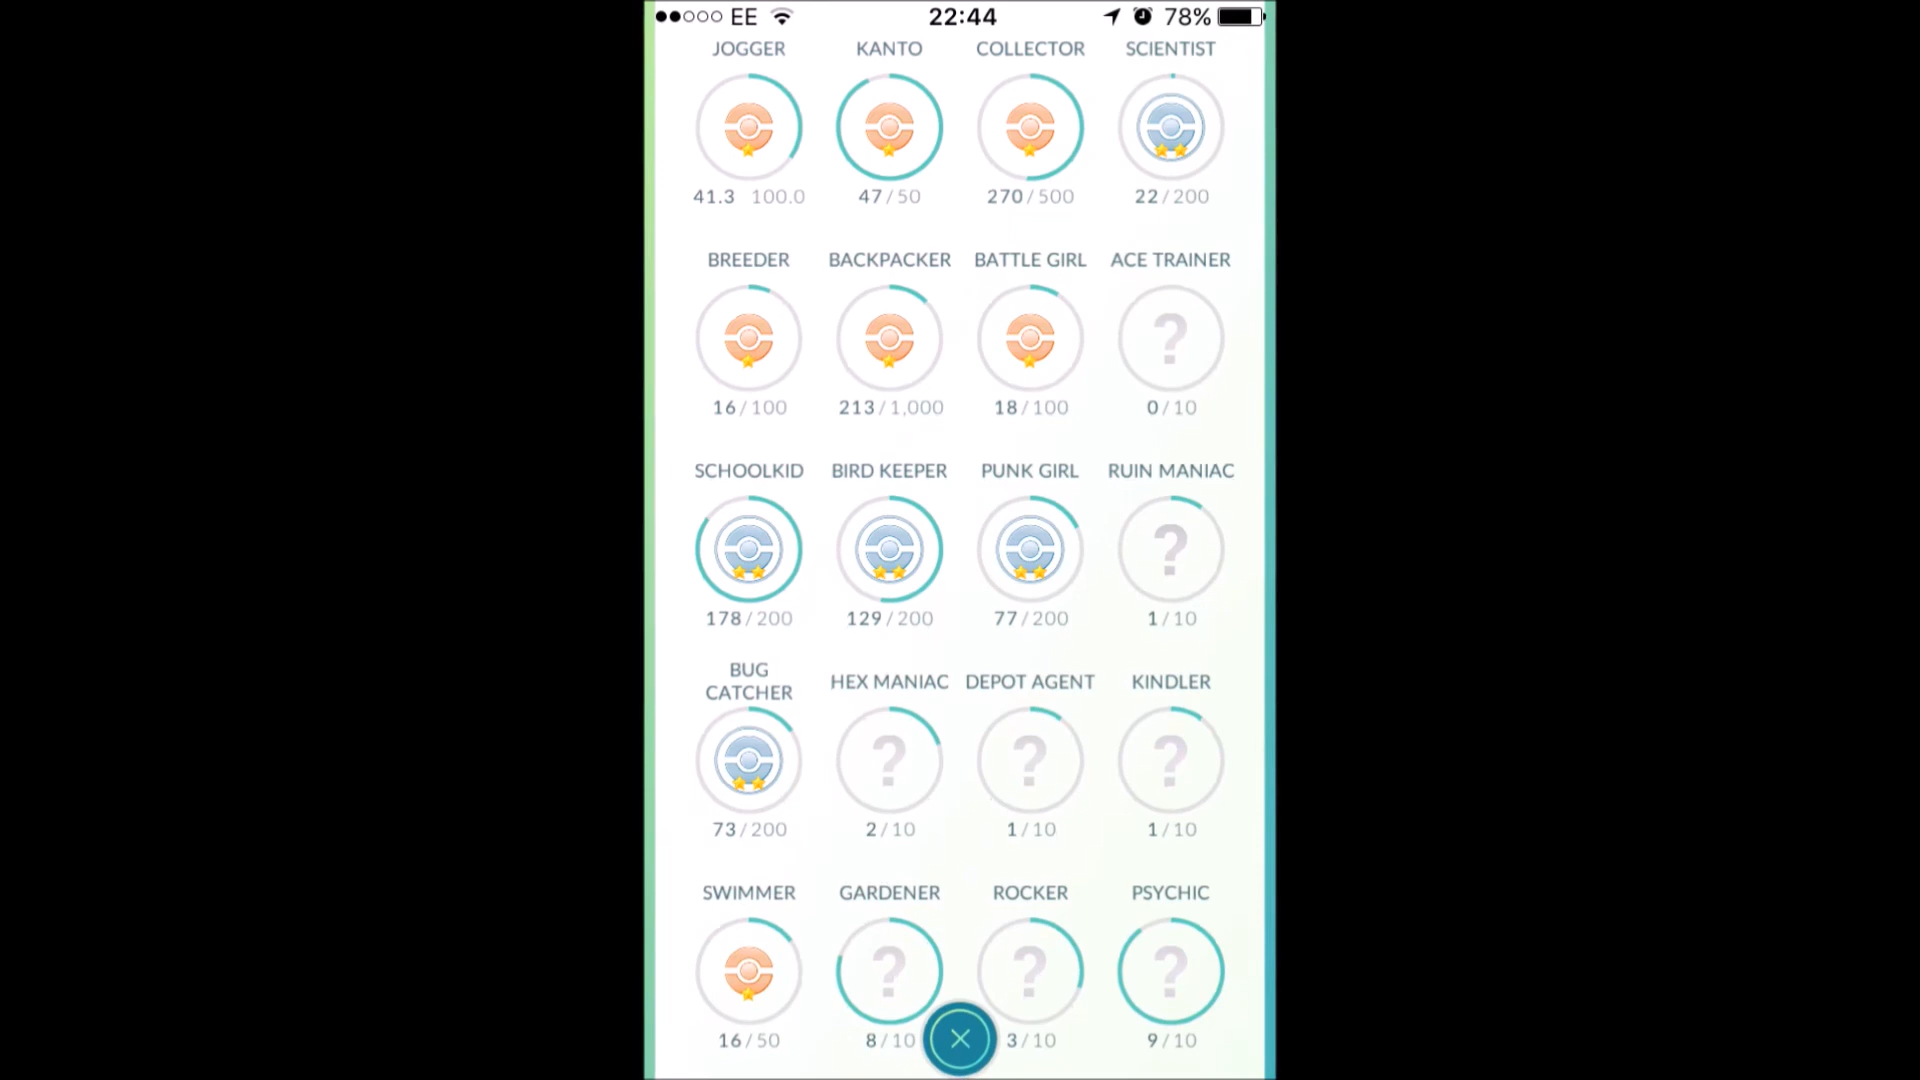 EE 22:44 78%
JOGGER KANTO COLLECTOR SCIENTIST
41.3 100.0 47/50 270/500 22/200
BREEDER BACKPACKER BATTLE GIRL ACE TRAINER
16/100 213/1,000 18/100 0/10
SCHOOLKID BIRD KEEPER PUNK GIRL RUIN MANIAC
178/200 129/200 77/200 1/10
BUG
CATCHER HEX MANIAC DEPOT AGENT KINDLER
73/200 2/10 1/10 1/10
SWIMMER GARDENER ROCKER PSYCHIC
16/50 8/10 3/10 9/10